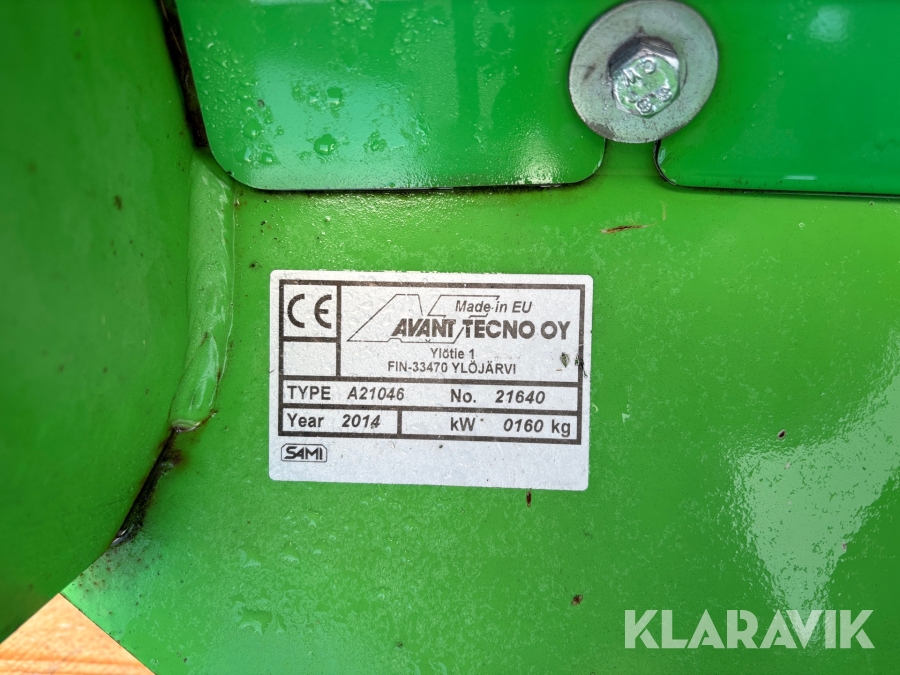 CE
Made in EU
AVANT TECNO OY
Ylötie 1
FIN-33470 YLÖJÄRVI
TYPE A21046 No. 21640
Year 2014 kW 0160 kg
SAMI
KLARAVIK